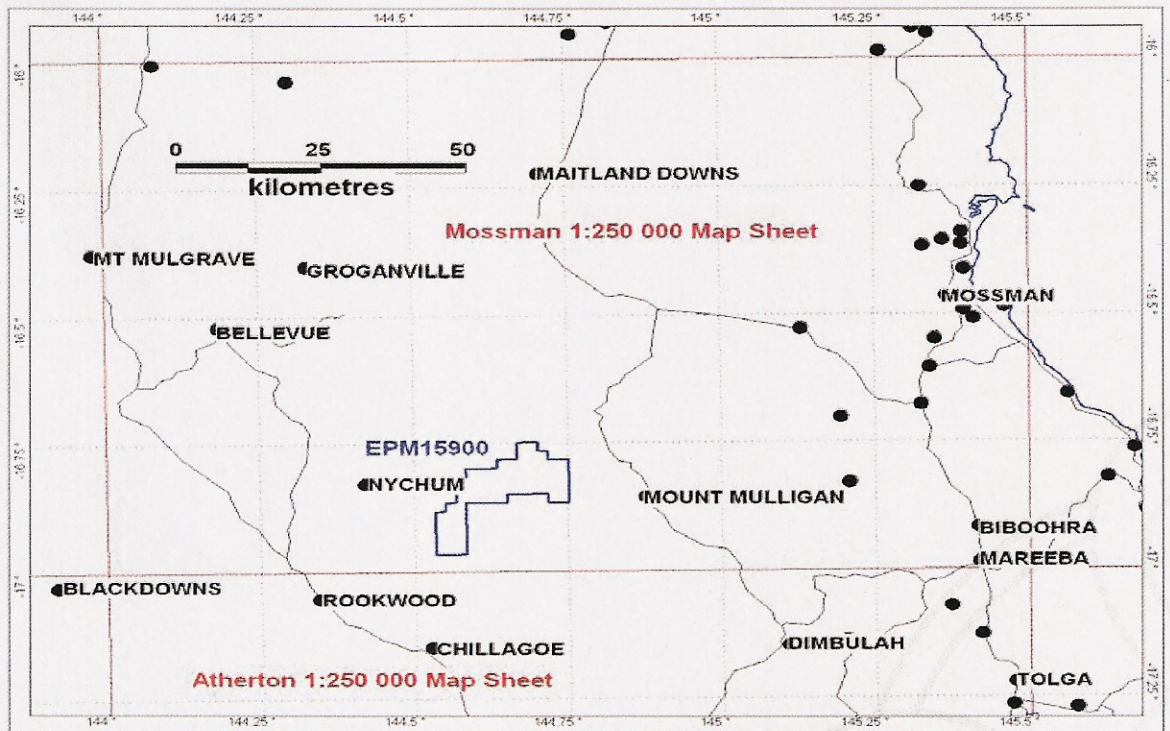 144 ° 144.25 ° 144.5 ° 144.75 ° 145 ° 145.25 ° 145.5 °
-16 ° -16 °
0 25 50
kilometres
MAITLAND DOWNS
-16.25 ° -16.25 °
Mossman 1:250 000 Map Sheet
MT MULGRAVE
GROGANVILLE
MOSSMAN
BELLEVUE
-16.5 ° -16.5 °
EPM15900
-16.75 ° -16.75 °
NYCHUM
MOUNT MULLIGAN
BIBOOHRA
MAREEBA
-17 ° -17 °
BLACKDOWNS
ROOKWOOD
CHILLAGOE
DIMBULAH
Atherton 1:250 000 Map Sheet
TOLGA
-17.25 °
144 ° 144.25 ° 144.5 ° 144.75 ° 145 ° 145.25 ° 145.5 °